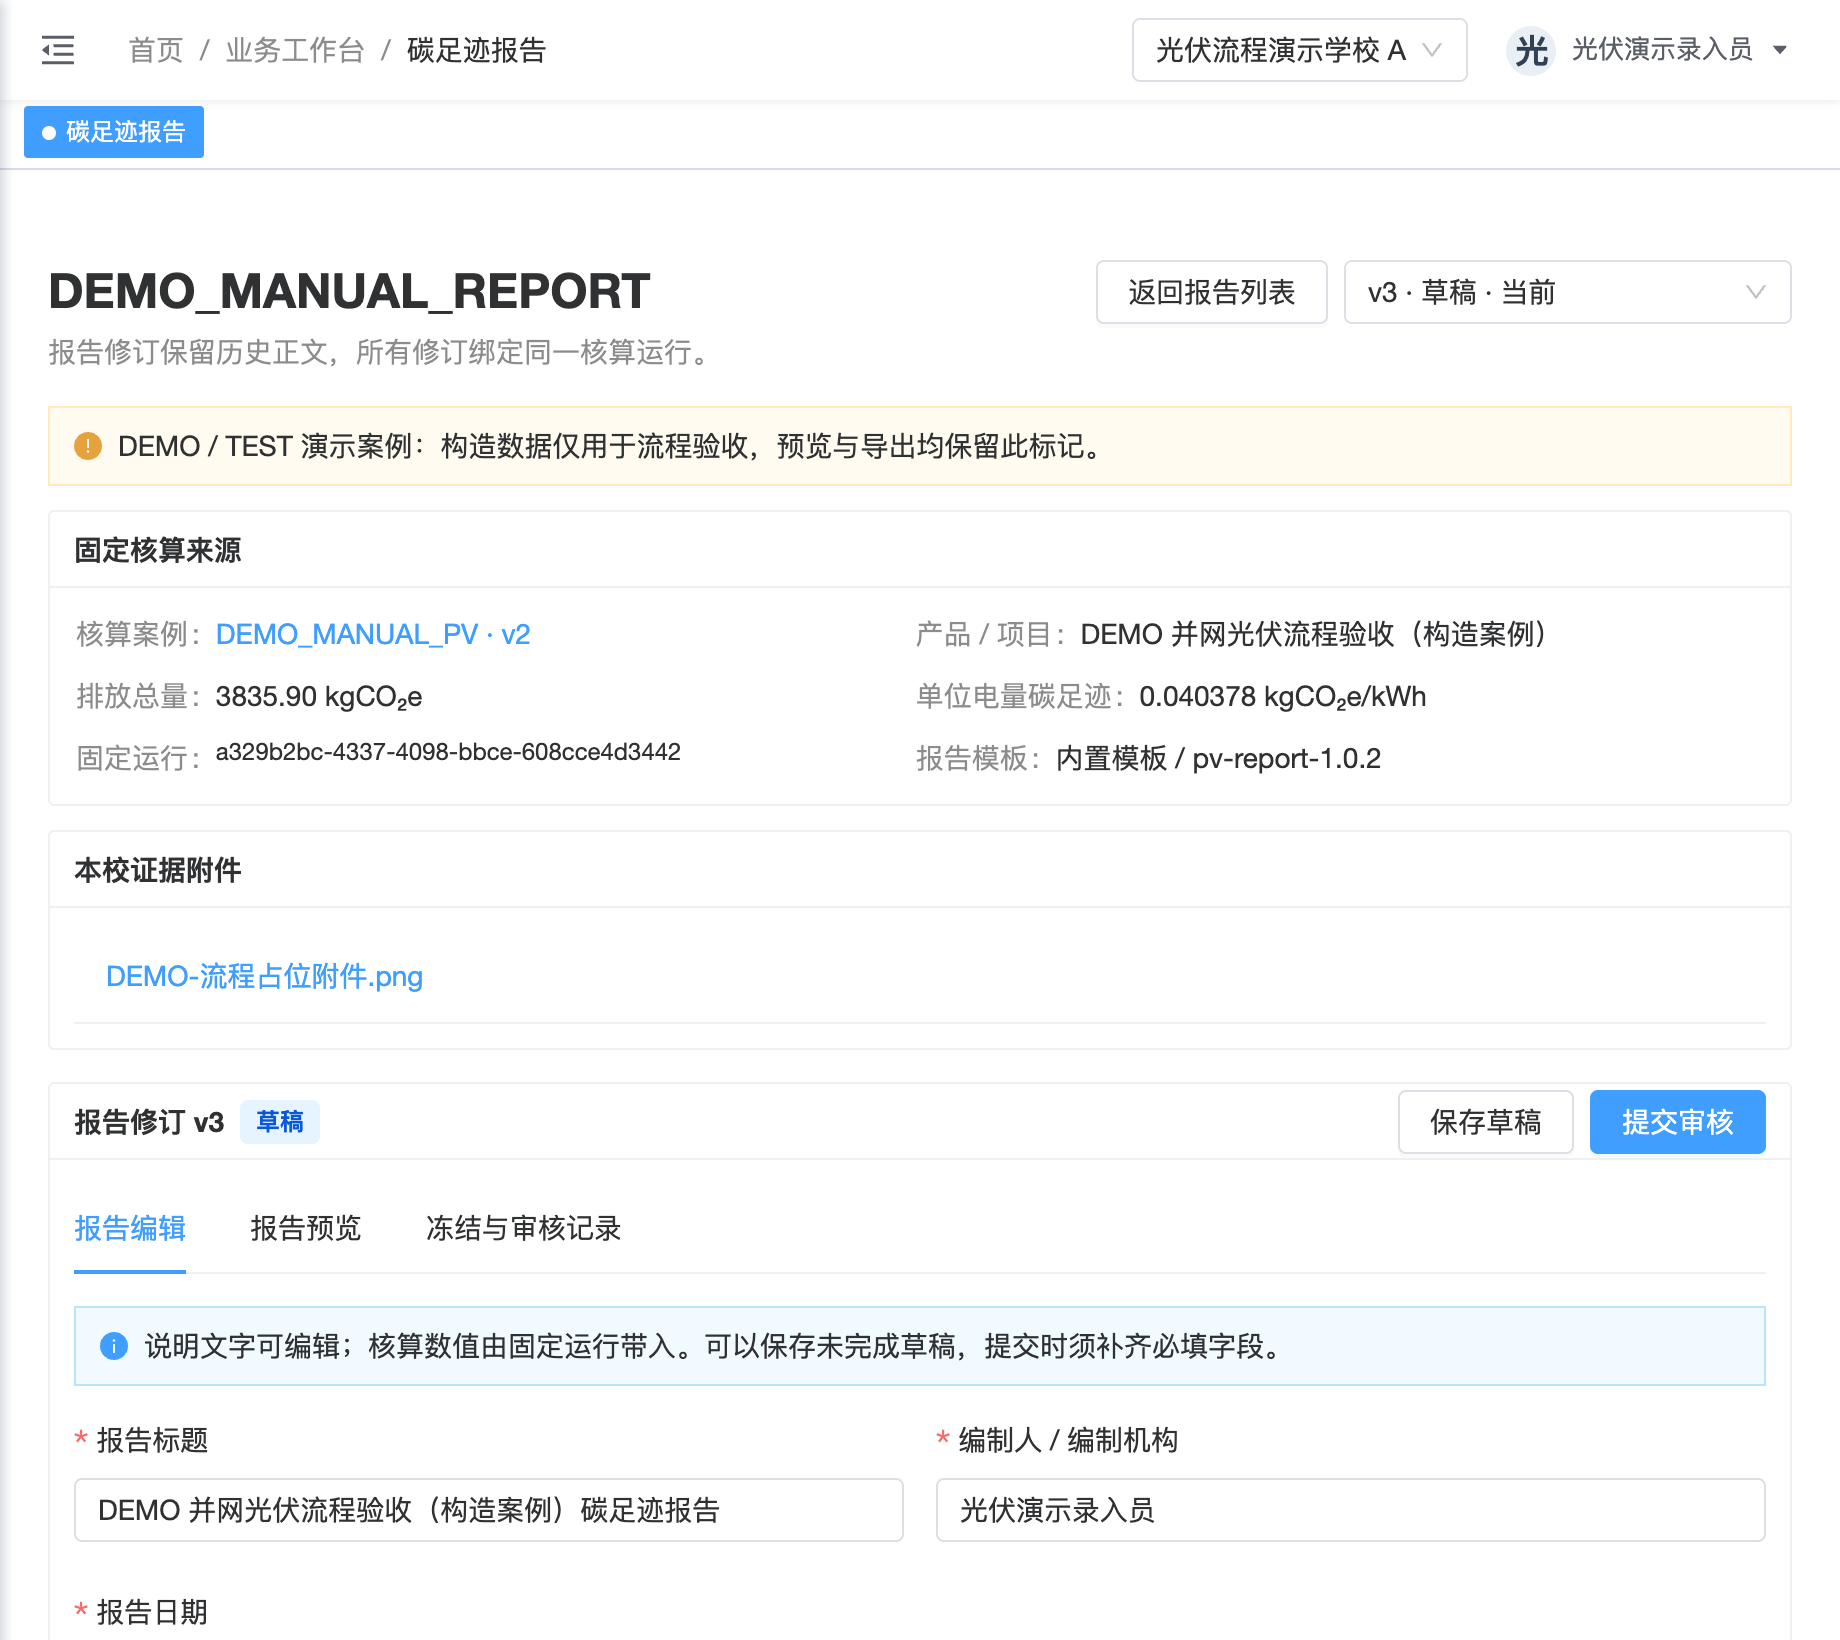 首页 / 业务工作台 / 碳足迹报告
光伏流程演示学校 A
光 光伏演示录入员
碳足迹报告
DEMO_MANUAL_REPORT
返回报告列表
v3 · 草稿 · 当前
报告修订保留历史正文，所有修订绑定同一核算运行。
DEMO / TEST 演示案例：构造数据仅用于流程验收，预览与导出均保留此标记。
固定核算来源
核算案例： DEMO_MANUAL_PV · v2
产品 / 项目： DEMO 并网光伏流程验收（构造案例）
排放总量： 3835.90 kgCO₂e
单位电量碳足迹： 0.040378 kgCO₂e/kWh
固定运行： a329b2bc-4337-4098-bbce-608cce4d3442
报告模板： 内置模板 / pv-report-1.0.2
本校证据附件
DEMO-流程占位附件.png
报告修订 v3 草稿
保存草稿
提交审核
报告编辑 报告预览 冻结与审核记录
说明文字可编辑；核算数值由固定运行带入。可以保存未完成草稿，提交时须补齐必填字段。
* 报告标题
* 编制人 / 编制机构
DEMO 并网光伏流程验收（构造案例）碳足迹报告
光伏演示录入员
* 报告日期